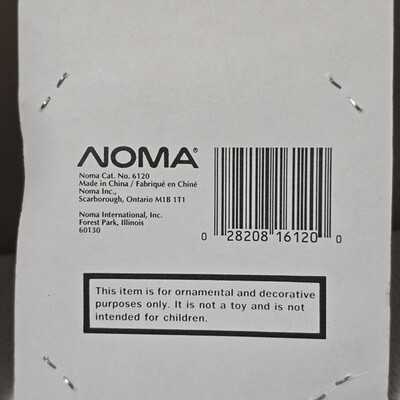 NOMA®
Noma Cat. No. 6120
Made in China / Fabriqué en Chiné
Noma Inc.,
Scarborough, Ontario M1B 1T1
Noma International, Inc.
Forest Park, Illinois
60130
0 28208 16120 0
This item is for ornamental and decorative
purposes only. It is not a toy and is not
intended for children.